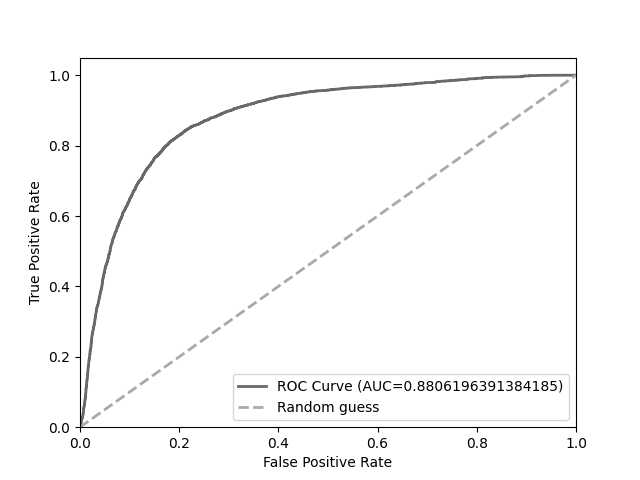 1.0
0.8
0.6
0.4
0.2
0.0
True Positive Rate
ROC Curve (AUC=0.8806196391384185)
Random guess
0.0 0.2 0.4 0.6 0.8 1.0
False Positive Rate